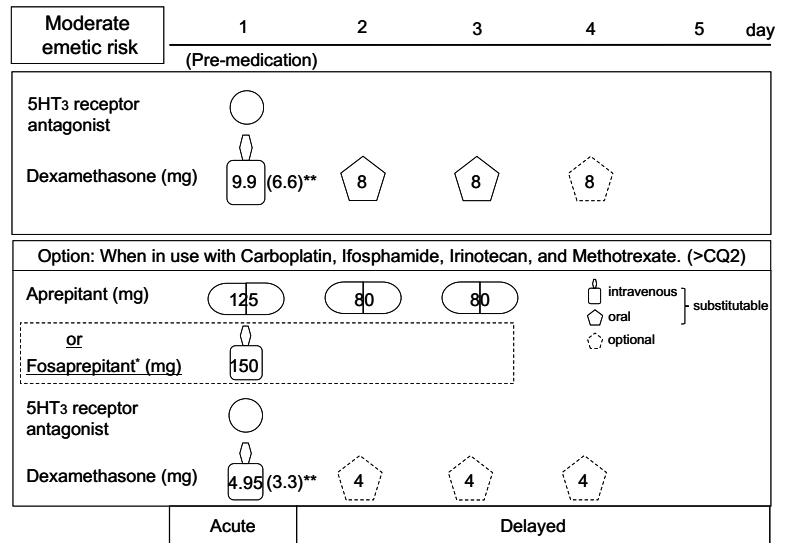 Moderate
emetic risk
1 2 3 4 5 day
(Pre-medication)
5HT3 receptor
antagonist
Dexamethasone (mg) 9.9 (6.6)** 8 8 8
Option: When in use with Carboplatin, Ifosphamide, Irinotecan, and Methotrexate. (>CQ2)
Aprepitant (mg) 125 80 80
intravenous
oral
substitutable
optional
or
Fosaprepitant* (mg) 150
5HT3 receptor
antagonist
Dexamethasone (mg) 4.95 (3.3)** 4 4 4
Acute Delayed